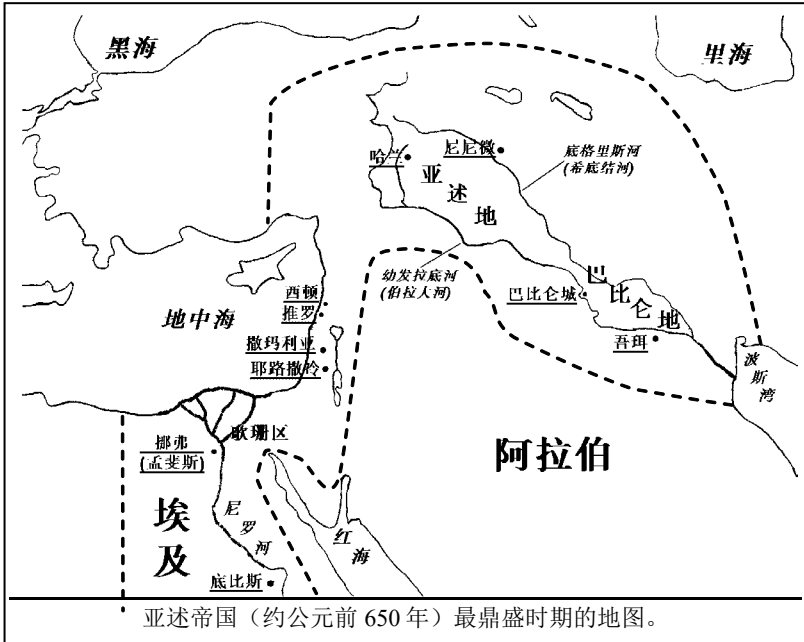 黑海
里海
哈兰
尼尼微
底格里斯河
(希底结河)
亚述地
幼发拉底河
(伯拉大河)
巴比仑城
巴比仑地
吾珥
波斯湾
地中海
西顿
推罗
撒玛利亚
耶路撒冷
歌珊区
挪弗
(孟斐斯)
埃及
尼罗河
底比斯
红海
阿拉伯
亚述帝国（约公元前 650 年）最鼎盛时期的地图。